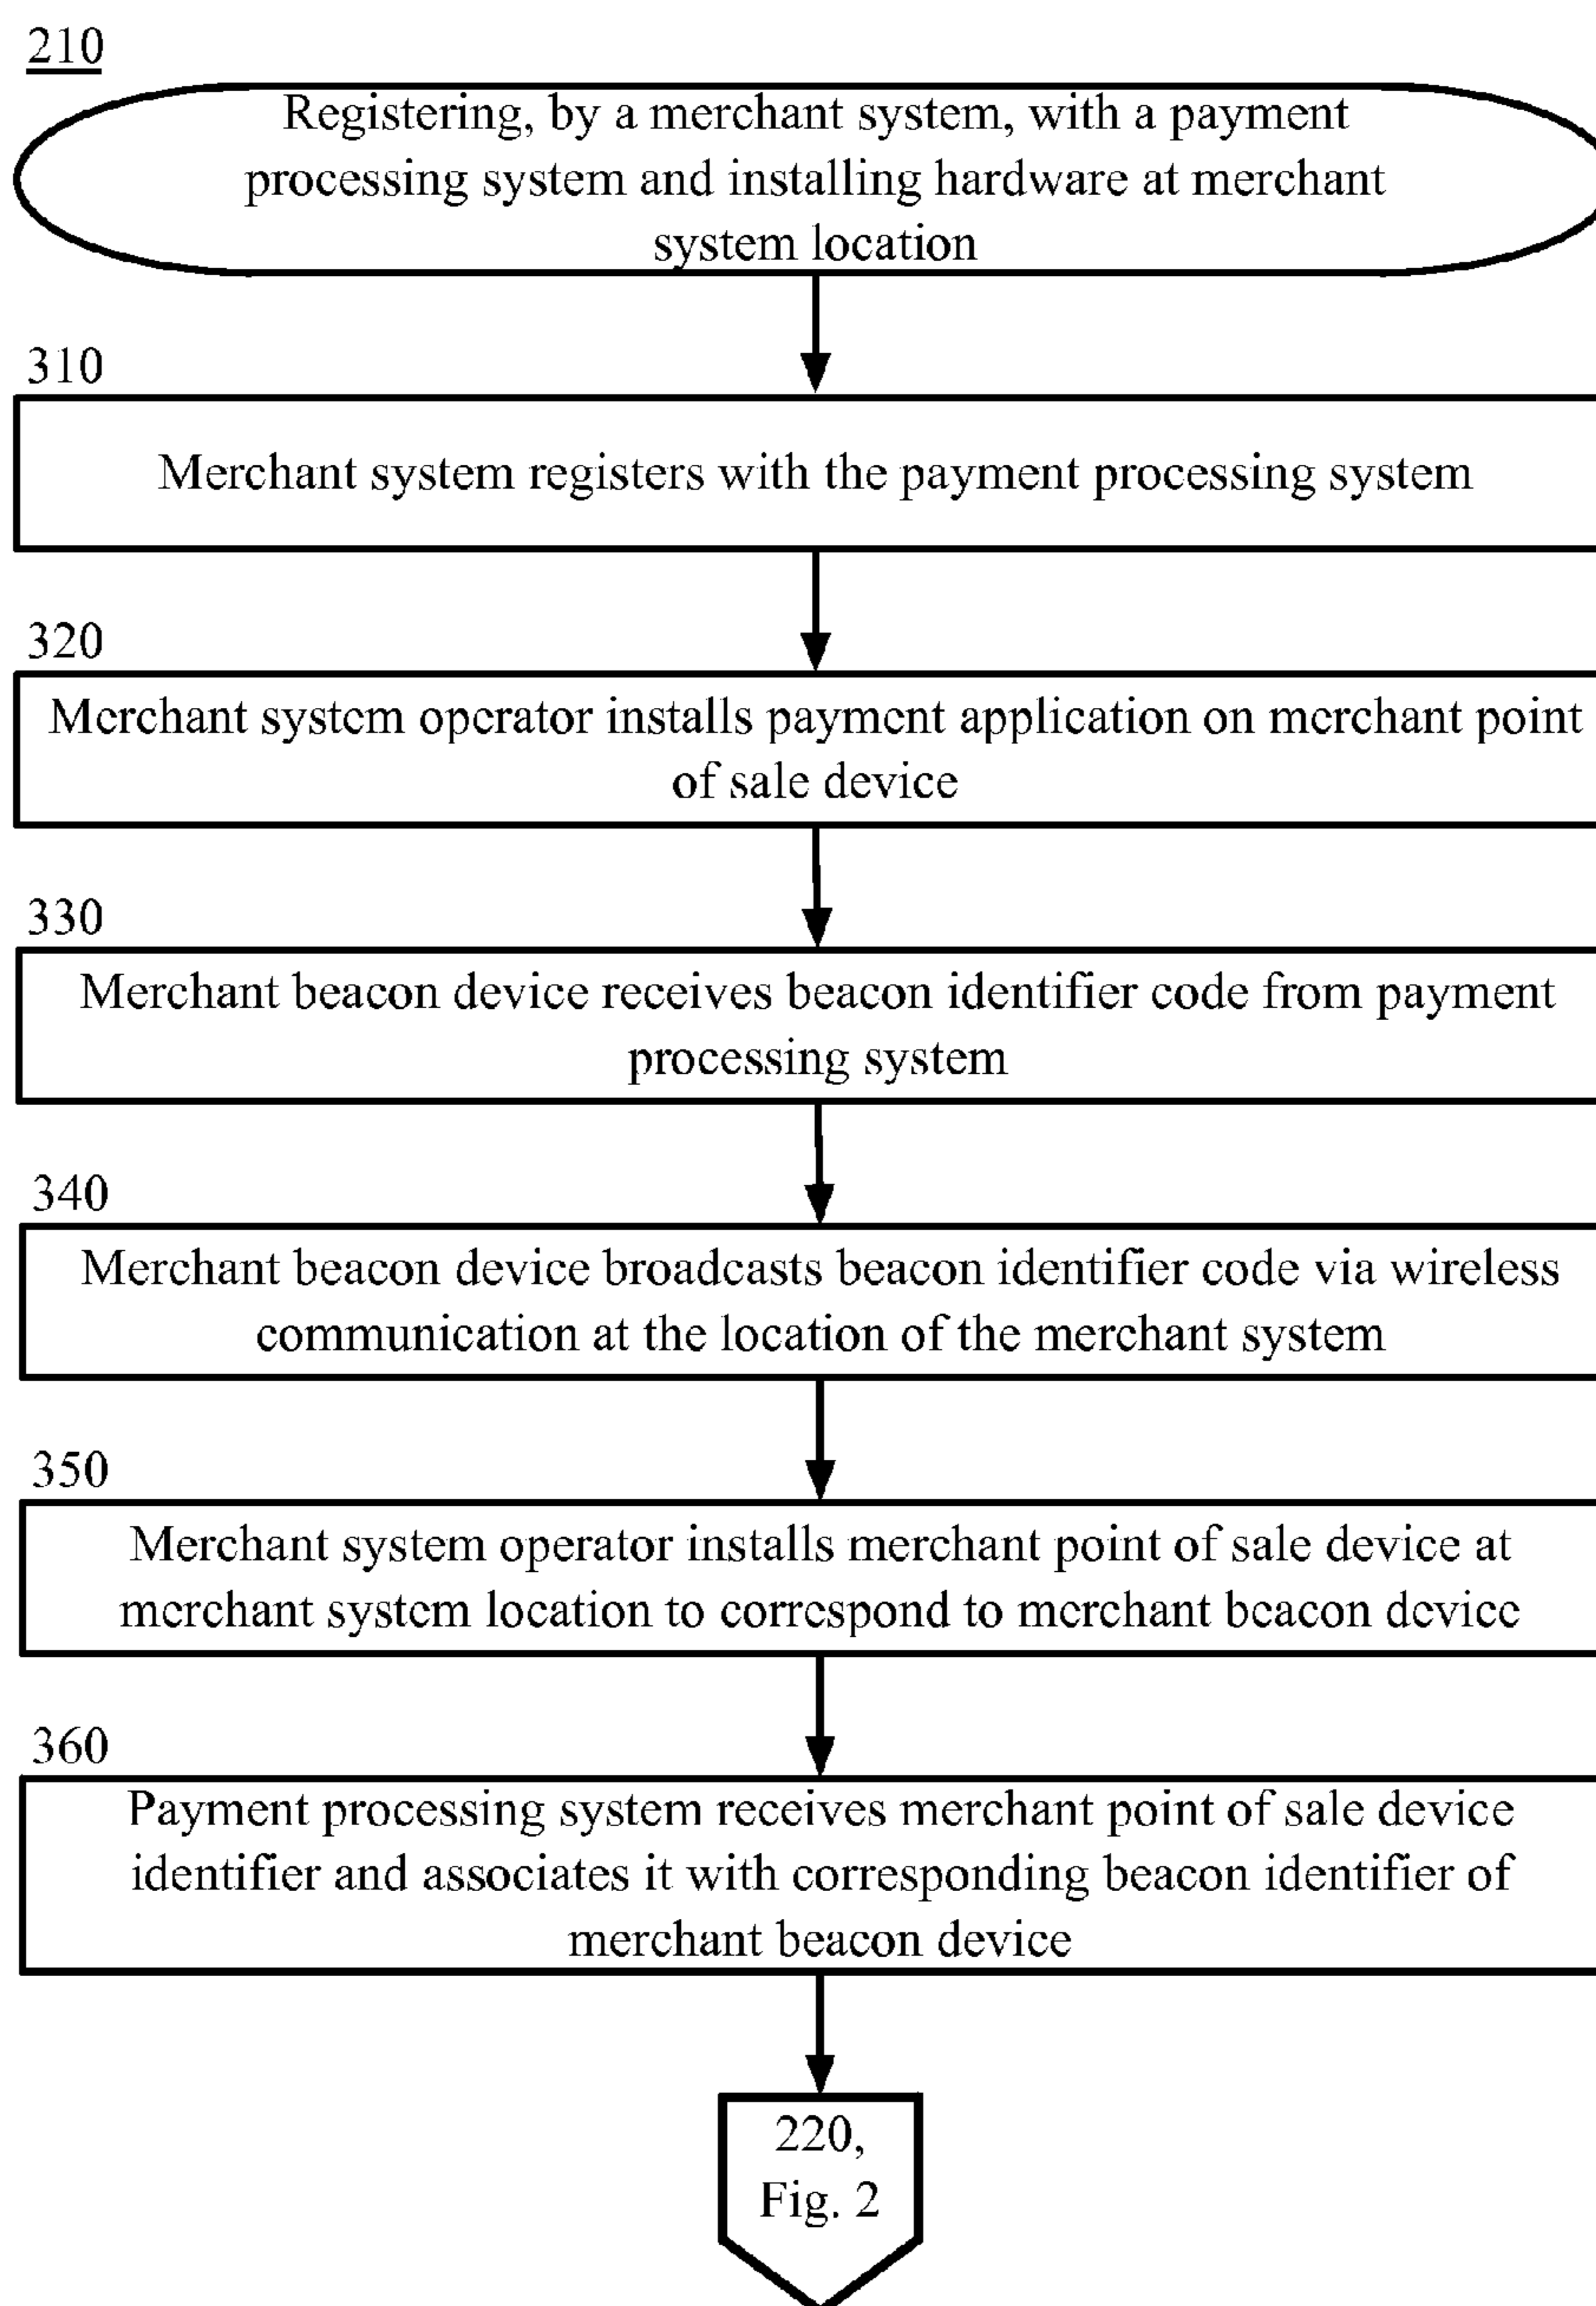 210
Registering, by a merchant system, with a payment
processing system and installing hardware at merchant
system location
310
Merchant system registers with the payment processing system
320
Merchant system operator installs payment application on merchant point
of sale device
330
Merchant beacon device receives beacon identifier code from payment
processing system
340
Merchant beacon device broadcasts beacon identifier code via wireless
communication at the location of the merchant system
350
Merchant system operator installs merchant point of sale device at
merchant system location to correspond to merchant beacon device
360
Payment processing system receives merchant point of sale device
identifier and associates it with corresponding beacon identifier of
merchant beacon device
220,
Fig. 2